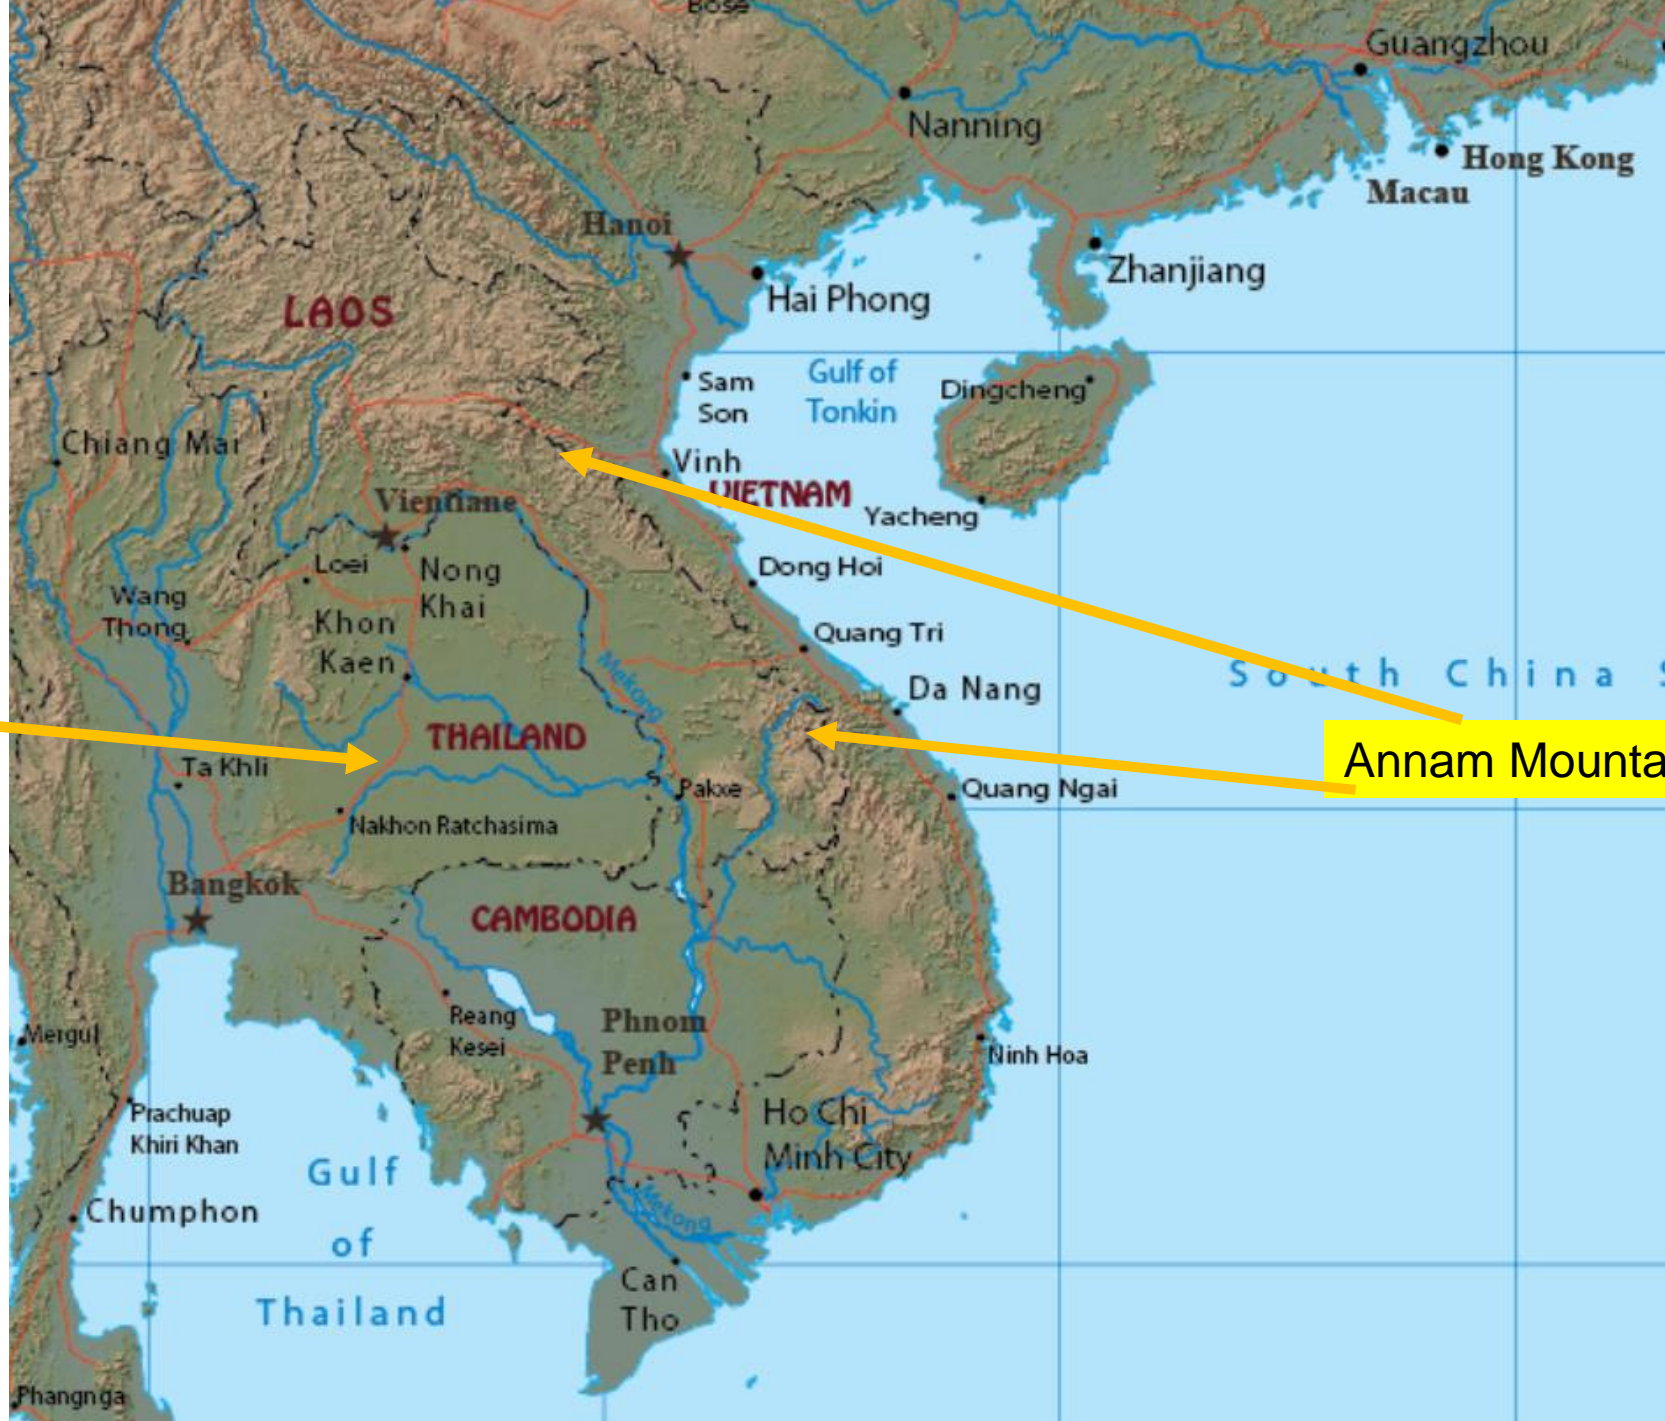 Bose
Guangzhou
Nanning
Hong Kong
Macau
Hanoi
Zhanjiang
Hai Phong
LAOS
Gulf of
Tonkin
Sam
Son
Dingcheng
Chiang Mai
Vinh
VIETNAM
Vientiane
Yacheng
Loei
Nong
Khai
Dong Hoi
Wang
Thong
Khon
Kaen
Quang Tri
Mekong
South China S
Da Nang
THAILAND
Annam Mounta
Ta Khli
Pakxe
Quang Ngai
Nakhon Ratchasima
Bangkok
CAMBODIA
Reang
Kesei
Phnom
Penh
Mergul
Ninh Hoa
Prachuap
Khiri Khan
Ho Chi
Minh City
Gulf
of
Thailand
Chumphon
Mekong
Can
Tho
Phangnga